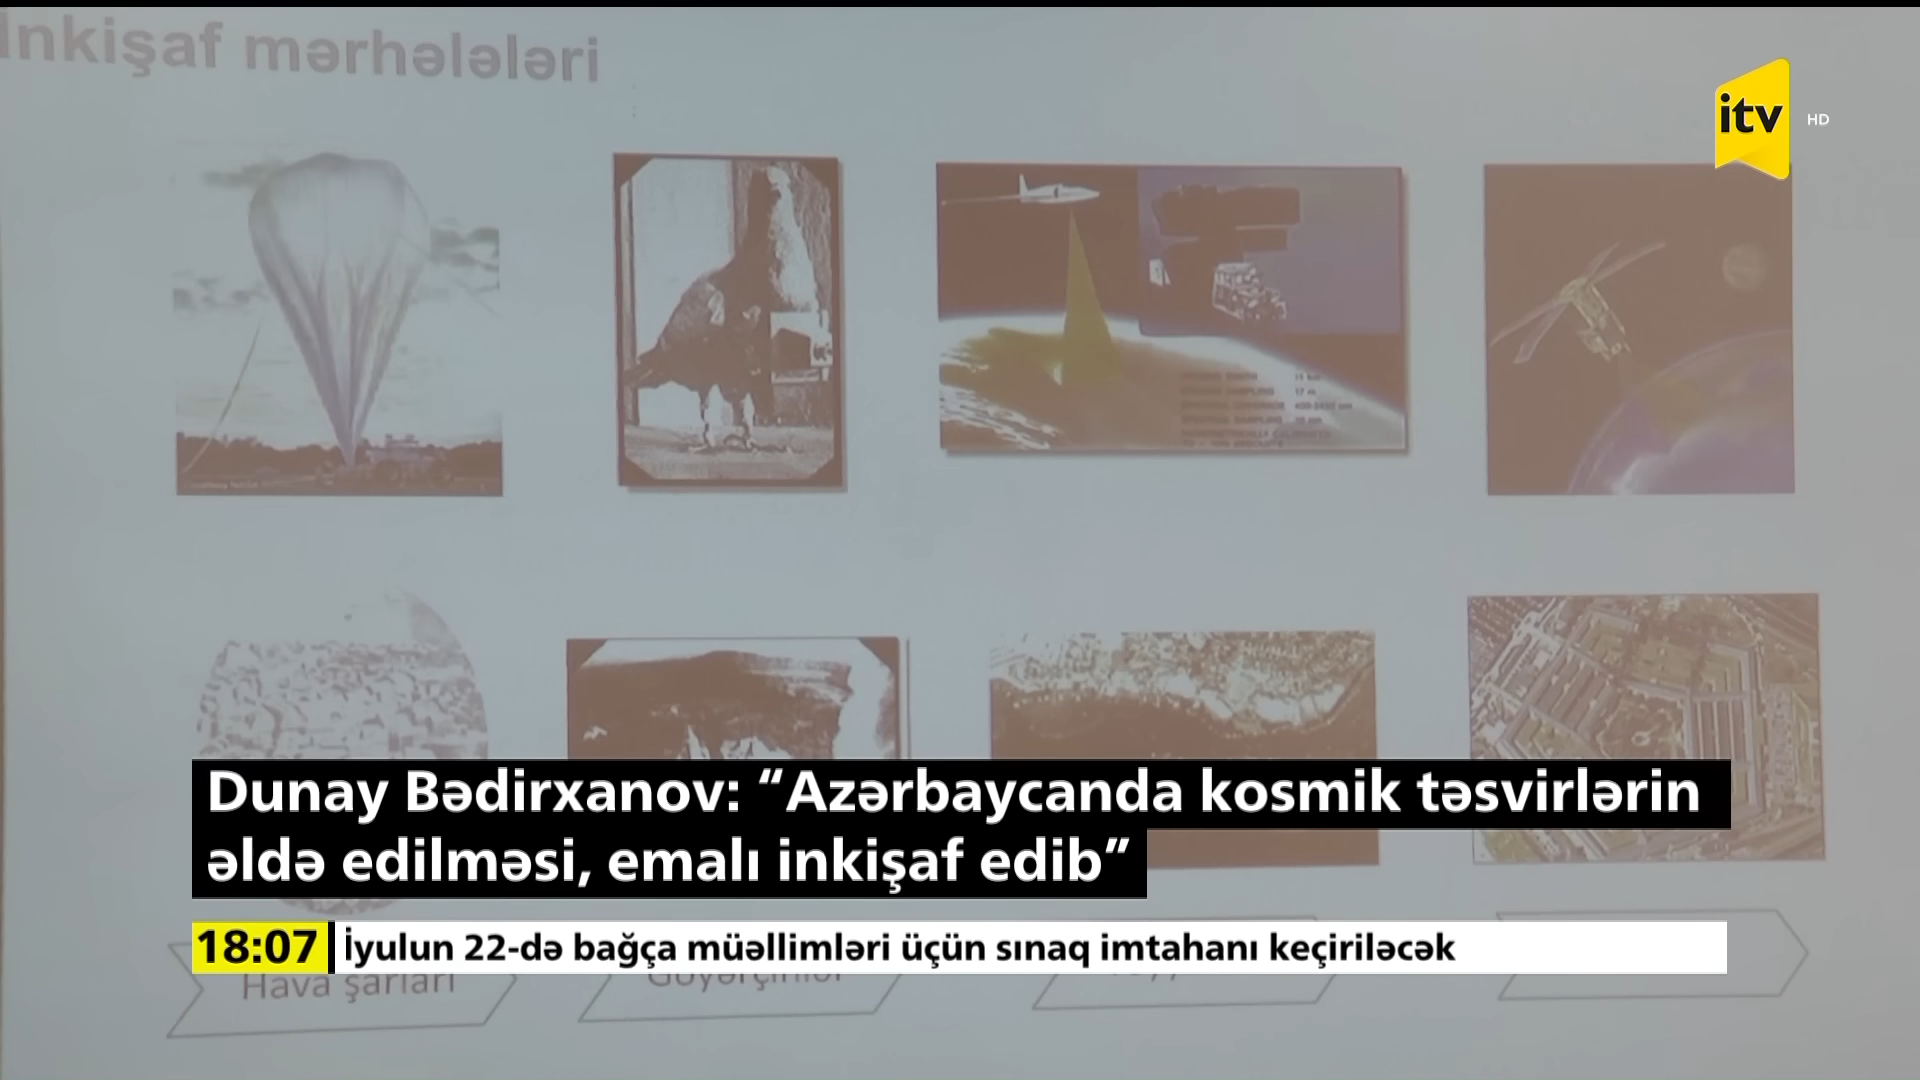 İnkişaf mərhələləri
itv HD
Dunay Bədirxanov: “Azərbaycanda kosmik təsvirlərin
əldə edilməsi, emalı inkişaf edib”
18:07 İyulun 22-də bağça müəllimləri üçün sınaq imtahanı keçiriləcək
Hava şarları
Göyərçinlər